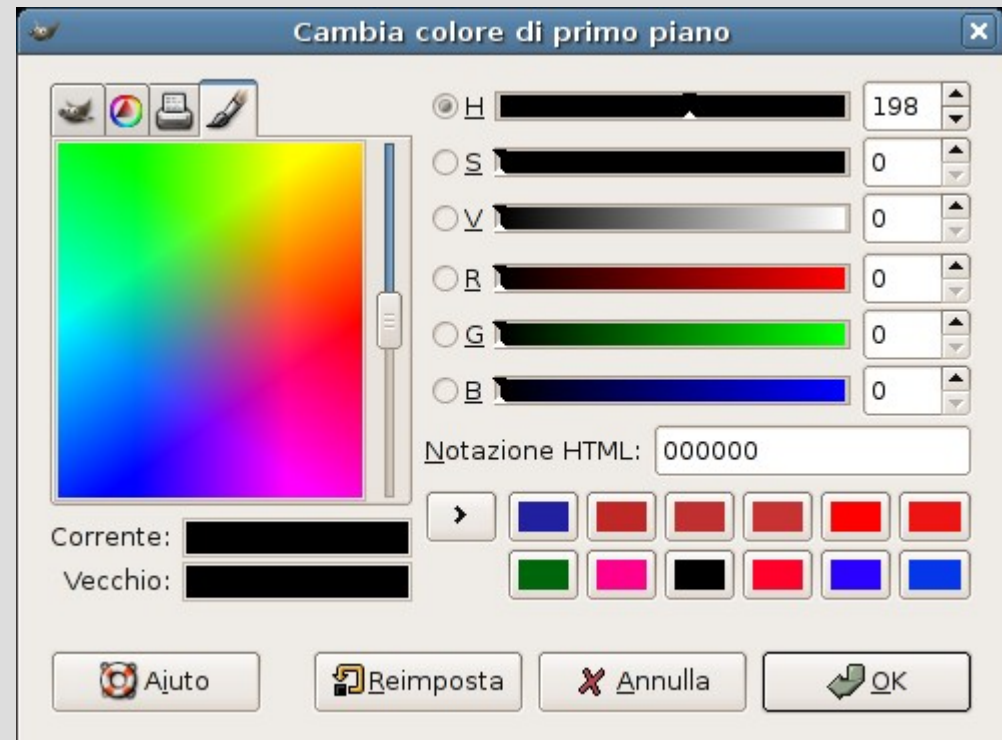 Cambia colore di primo piano
H 198
S 0
V 0
R 0
G 0
B 0
Notazione HTML: 000000
Corrente:
Vecchio:
Aiuto Reimposta Annulla OK